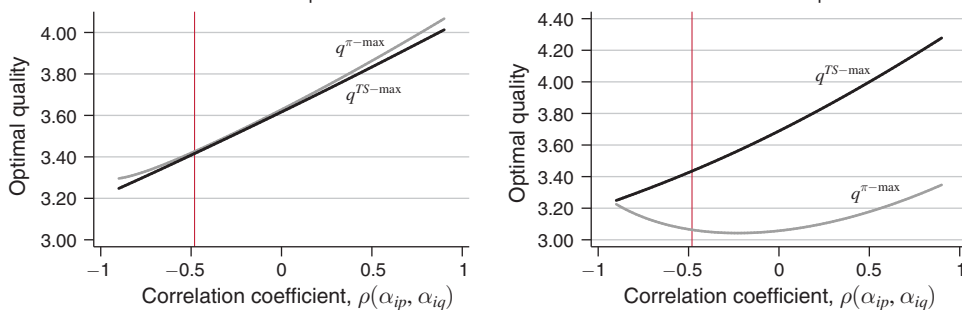 4.00
3.80
3.60
3.40
3.20
3.00
Optimal quality
q^{π−max}
q^{TS−max}
−1 −0.5 0 0.5 1
Correlation coefficient, ρ(α_{ip}, α_{iq})
4.40
4.20
4.00
3.80
3.60
3.40
3.20
3.00
Optimal quality
q^{TS−max}
q^{π−max}
−1 −0.5 0 0.5 1
Correlation coefficient, ρ(α_{ip}, α_{iq})